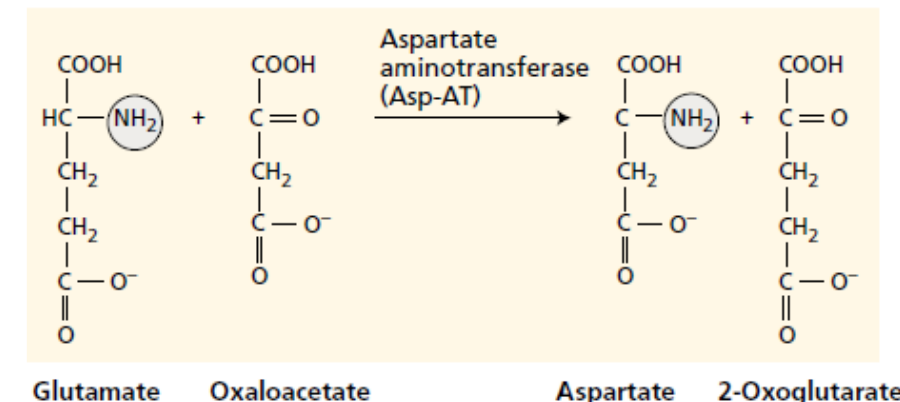 Aspartate
aminotransferase
(Asp-AT)
COOH COOH COOH COOH
HC—NH₂ + C=O C—NH₂ + C=O
CH₂ CH₂ CH₂ CH₂
CH₂ C—O⁻ C—O⁻ CH₂
C—O⁻ O O C—O⁻
O O
Glutamate Oxaloacetate Aspartate 2-Oxoglutarate